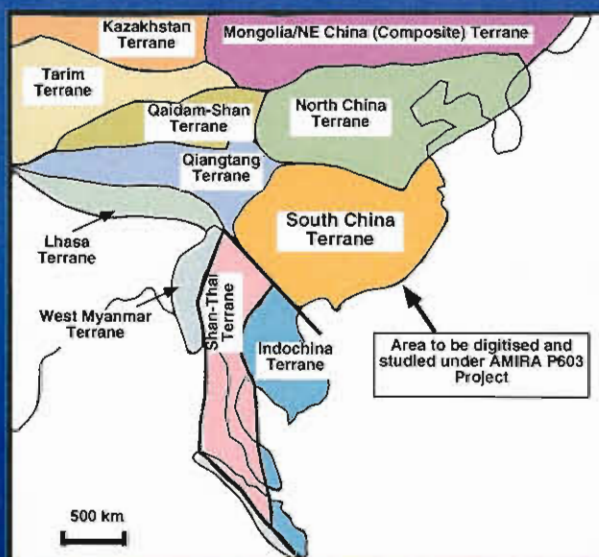 Kazakhstan
Terrane
Mongolia/NE China (Composite) Terrane
Tarim
Terrane
Qaidam-Shan
Terrane
North China
Terrane
Qiangtang
Terrane
South China
Terrane
Lhasa
Terrane
West Myanmar
Terrane
Shan-Thai
Terrane
Indochina
Terrane
Area to be digitised and
studied under AMIRA P603
Project
500 km